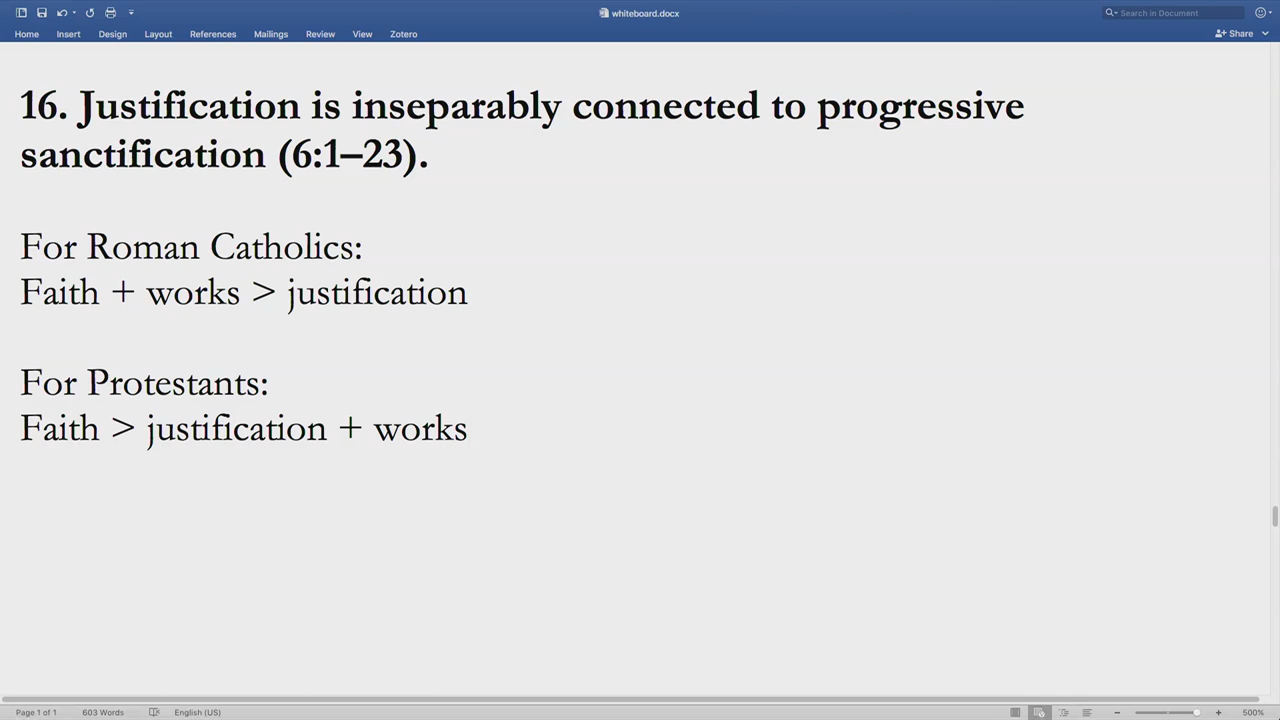 whiteboard.docx
Search in Document
Home Insert Design Layout References Mailings Review View Zotero
Share
16. Justification is inseparably connected to progressive
sanctification (6:1–23).
For Roman Catholics:
Faith + works > justification
For Protestants:
Faith > justification + works
Page 1 of 1 603 Words English (US) 500%